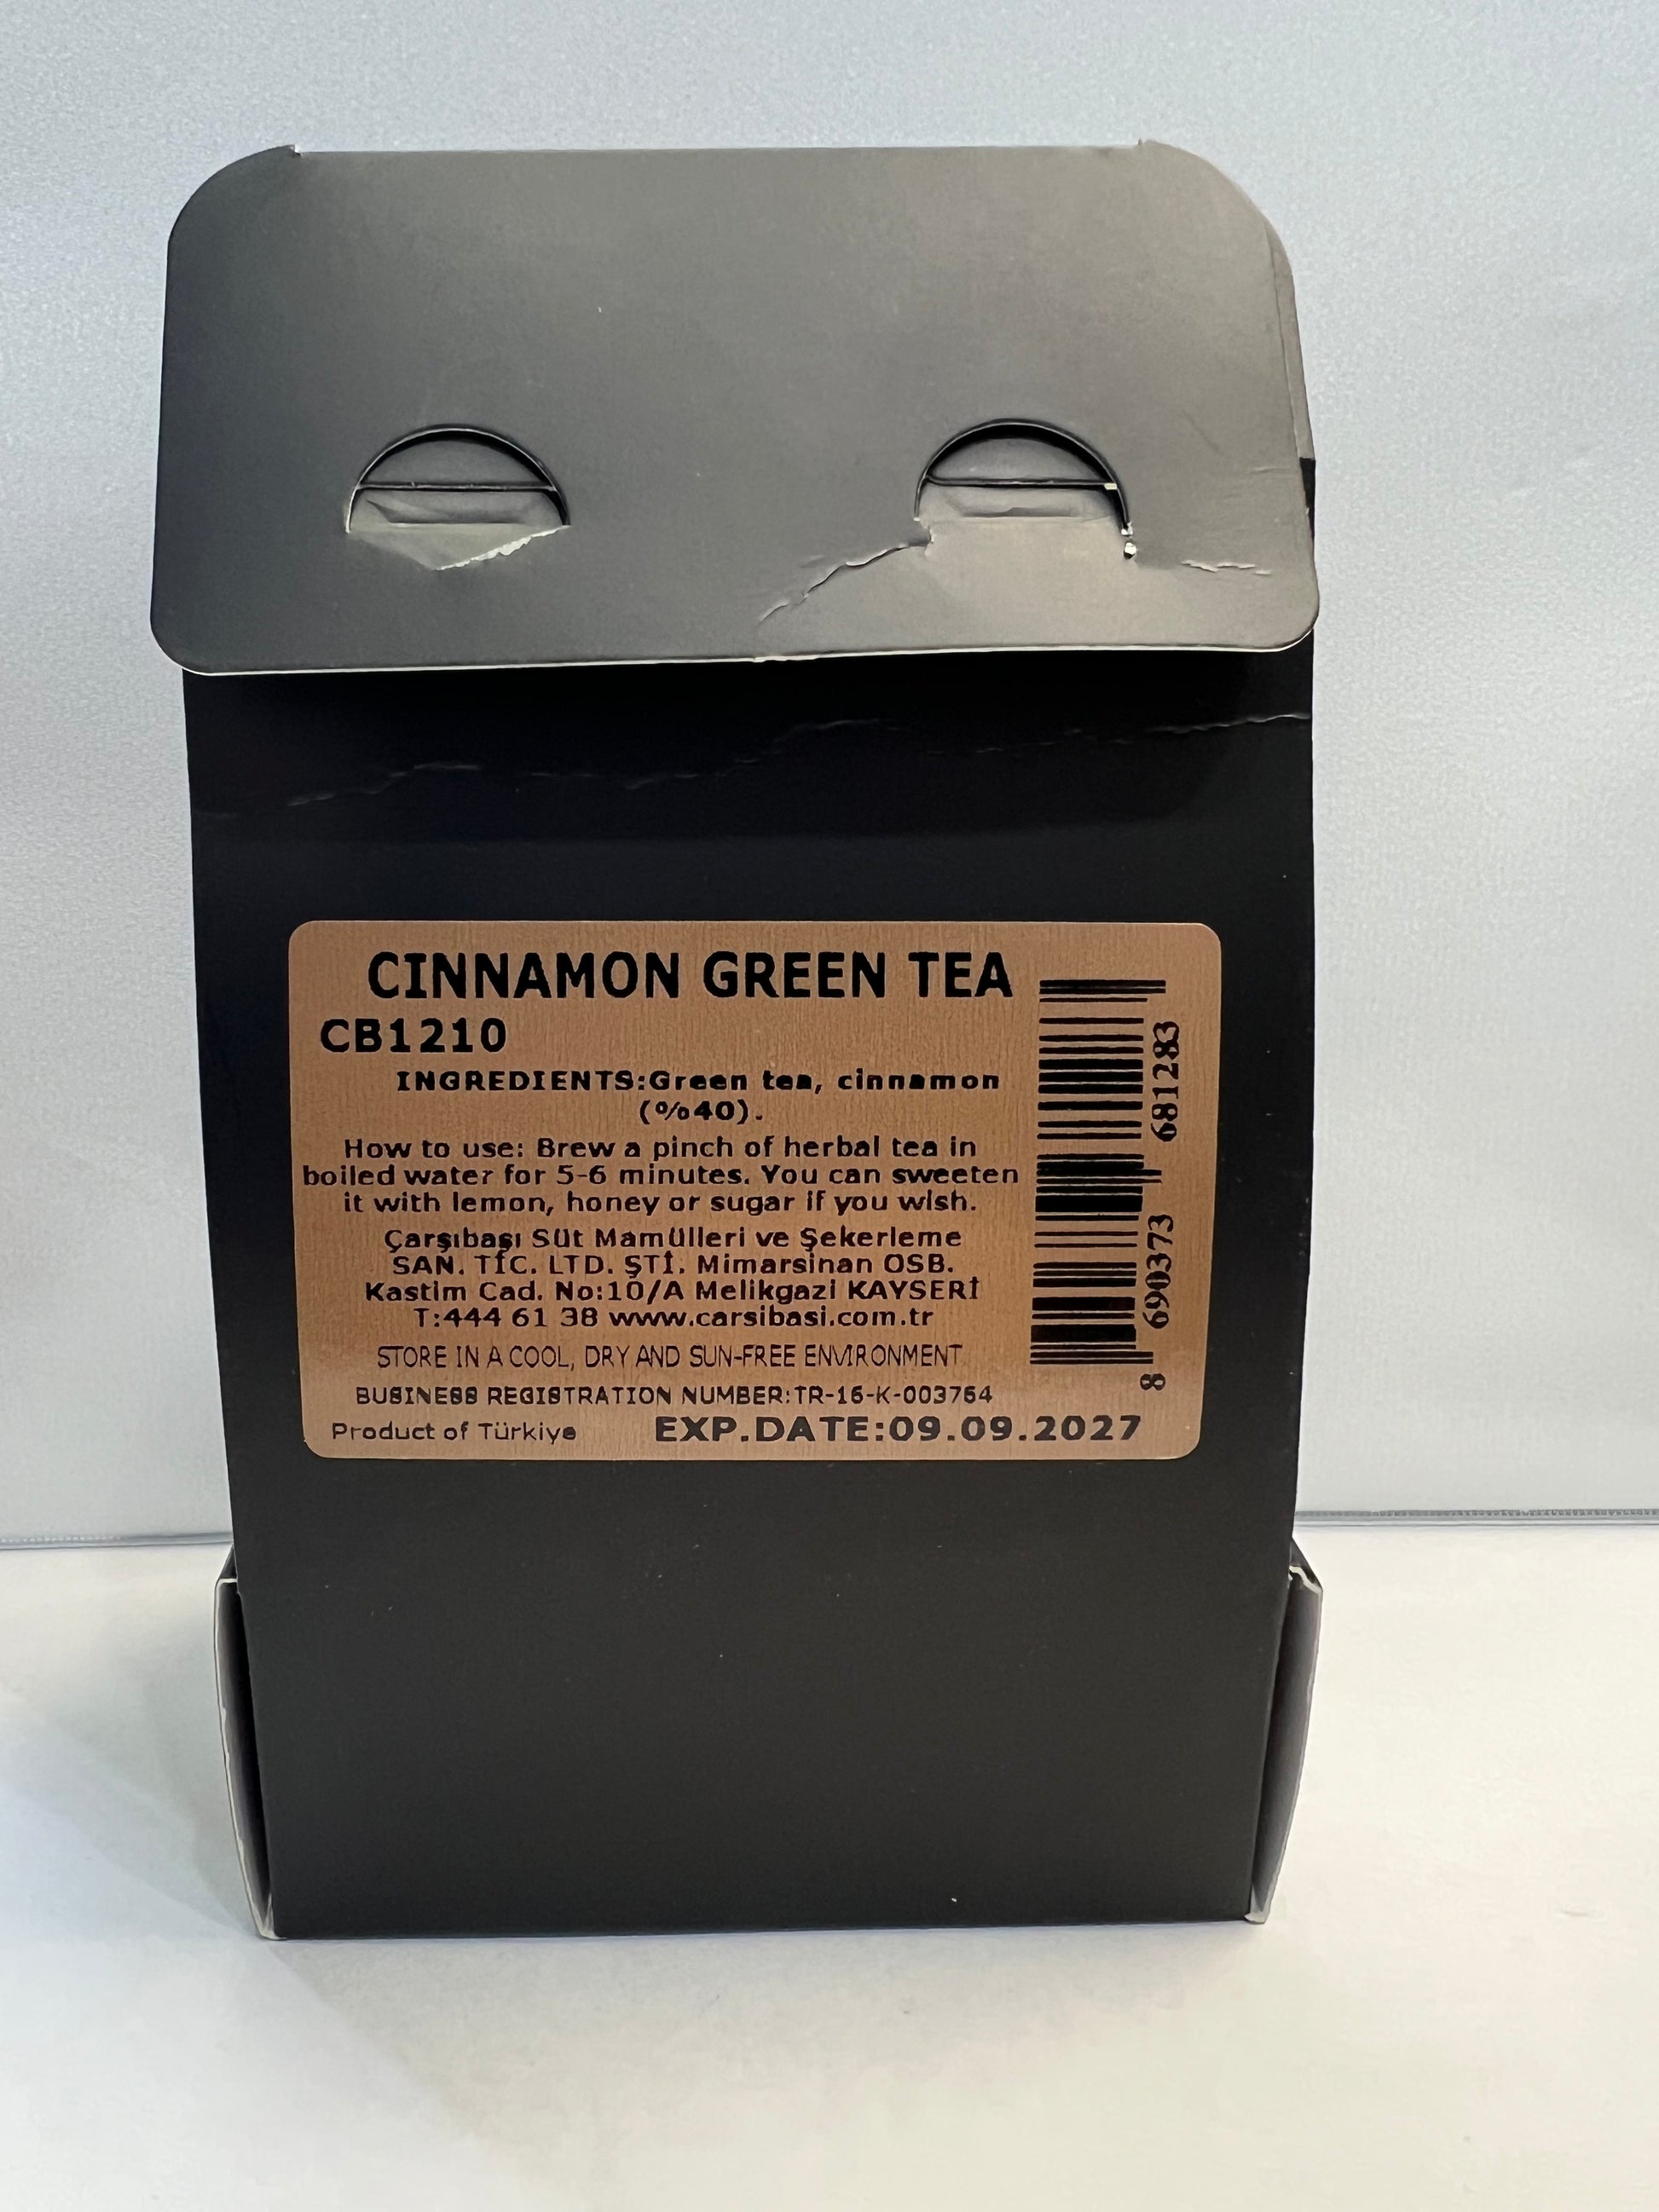 CINNAMON GREEN TEA
CB1210
INGREDIENTS:Green tea, cinnamon
(%40).
How to use: Brew a pinch of herbal tea in
boiled water for 5-6 minutes. You can sweeten
it with lemon, honey or sugar if you wish.
Çarşıbaşı Süt Mamülleri ve Şekerleme
SAN. TİC. LTD. ŞTİ. Mimarsinan OSB.
Kastim Cad. No:10/A Melikgazi KAYSERİ
T:444 61 38 www.carsibasi.com.tr
STORE IN A COOL, DRY AND SUN-FREE ENVIRONMENT
BUSINESS REGISTRATION NUMBER:TR-16-K-003764
Product of Türkiye EXP.DATE:09.09.2027
8 690373 681283